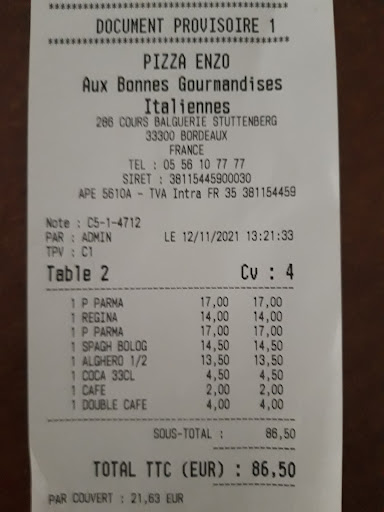 ****************************************
DOCUMENT PROVISOIRE 1
****************************************
PIZZA ENZO
Aux Bonnes Gourmandises
Italiennes
286 COURS BALGUERIE STUTTENBERG
33300 BORDEAUX
FRANCE
TEL : 05 56 10 77 77
SIRET : 38115445900030
APE 5610A - TVA Intra FR 35 381154459
Note : C5-1-4712
PAR : ADMIN LE 12/11/2021 13:21:33
TPV : C1
Table 2 Cv : 4
1 P PARMA 17,00 17,00
1 REGINA 14,00 14,00
1 P PARMA 17,00 17,00
1 SPAGH BOLOG 14,50 14,50
1 ALGHERO 1/2 13,50 13,50
1 COCA 33CL 4,50 4,50
1 CAFE 2,00 2,00
1 DOUBLE CAFE 4,00 4,00
SOUS-TOTAL : 86,50
TOTAL TTC (EUR) : 86,50
PAR COUVERT : 21,63 EUR